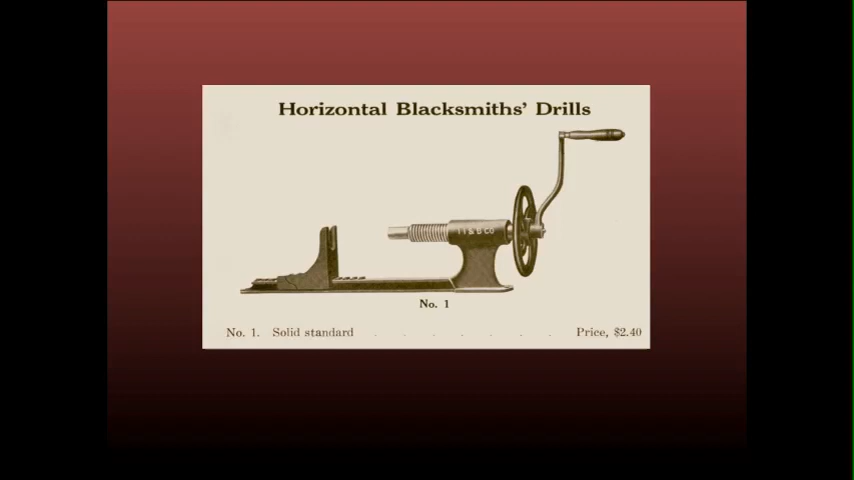 Horizontal Blacksmiths' Drills
No. 1
No. 1. Solid standard . . . . . . . Price, $2.40